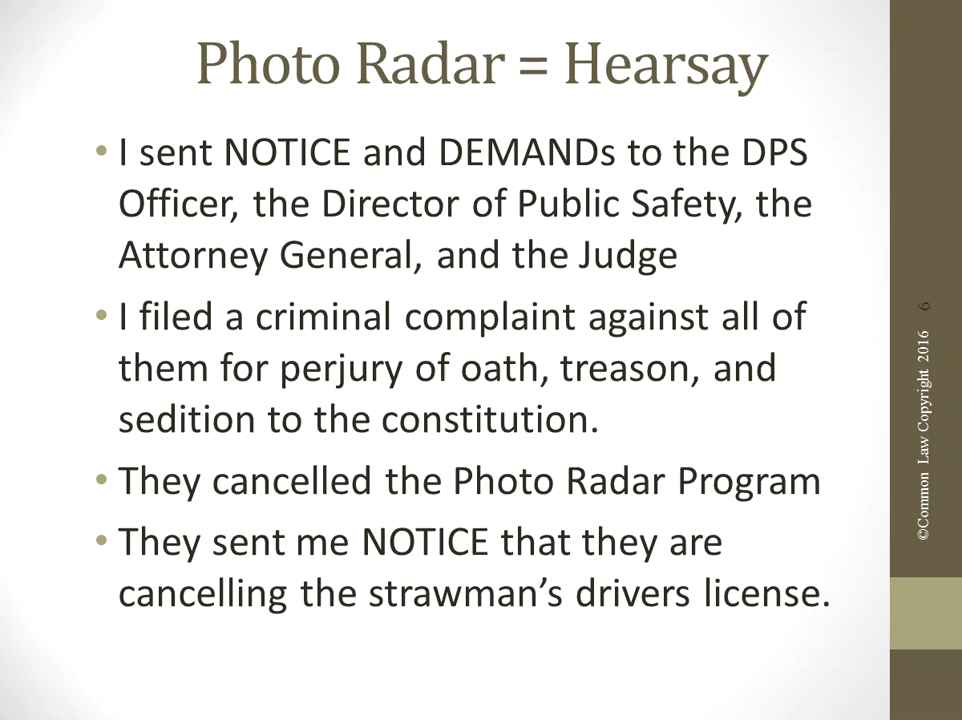 Photo Radar = Hearsay
• I sent NOTICE and DEMANDs to the DPS
Officer, the Director of Public Safety, the
Attorney General, and the Judge
• I filed a criminal complaint against all of
them for perjury of oath, treason, and
sedition to the constitution.
• They cancelled the Photo Radar Program
• They sent me NOTICE that they are
cancelling the strawman’s drivers license.
©Common Law Copyright 2016 6